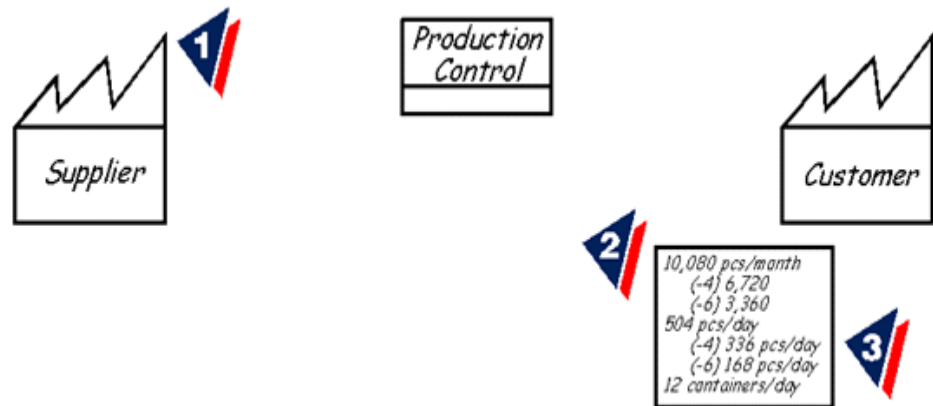 1
Production
Control
Supplier
Customer
2
10,080 pcs/month
(-4) 6,720
(-6) 3,360
504 pcs/day
(-4) 336 pcs/day
(-6) 168 pcs/day
12 containers/day
3